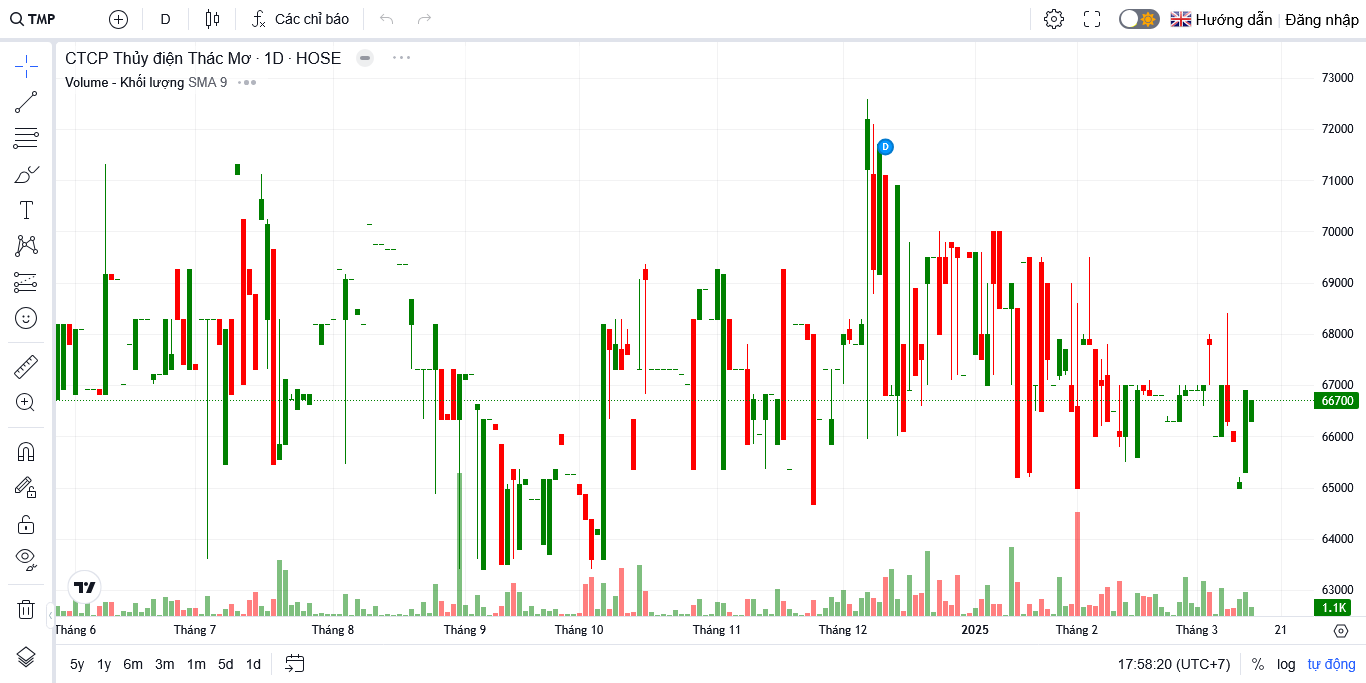 TMP D Các chỉ báo Hướng dẫn Đăng nhập
CTCP Thủy điện Thác Mơ · 1D · HOSE
Volume - Khối lượng SMA 9
D
73000
72000
71000
70000
69000
68000
67000
66700
66000
65000
64000
63000
1.1K
Tháng 6 Tháng 7 Tháng 8 Tháng 9 Tháng 10 Tháng 11 Tháng 12 2025 Tháng 2 Tháng 3 21
5y 1y 6m 3m 1m 5d 1d 17:58:20 (UTC+7) % log tự động